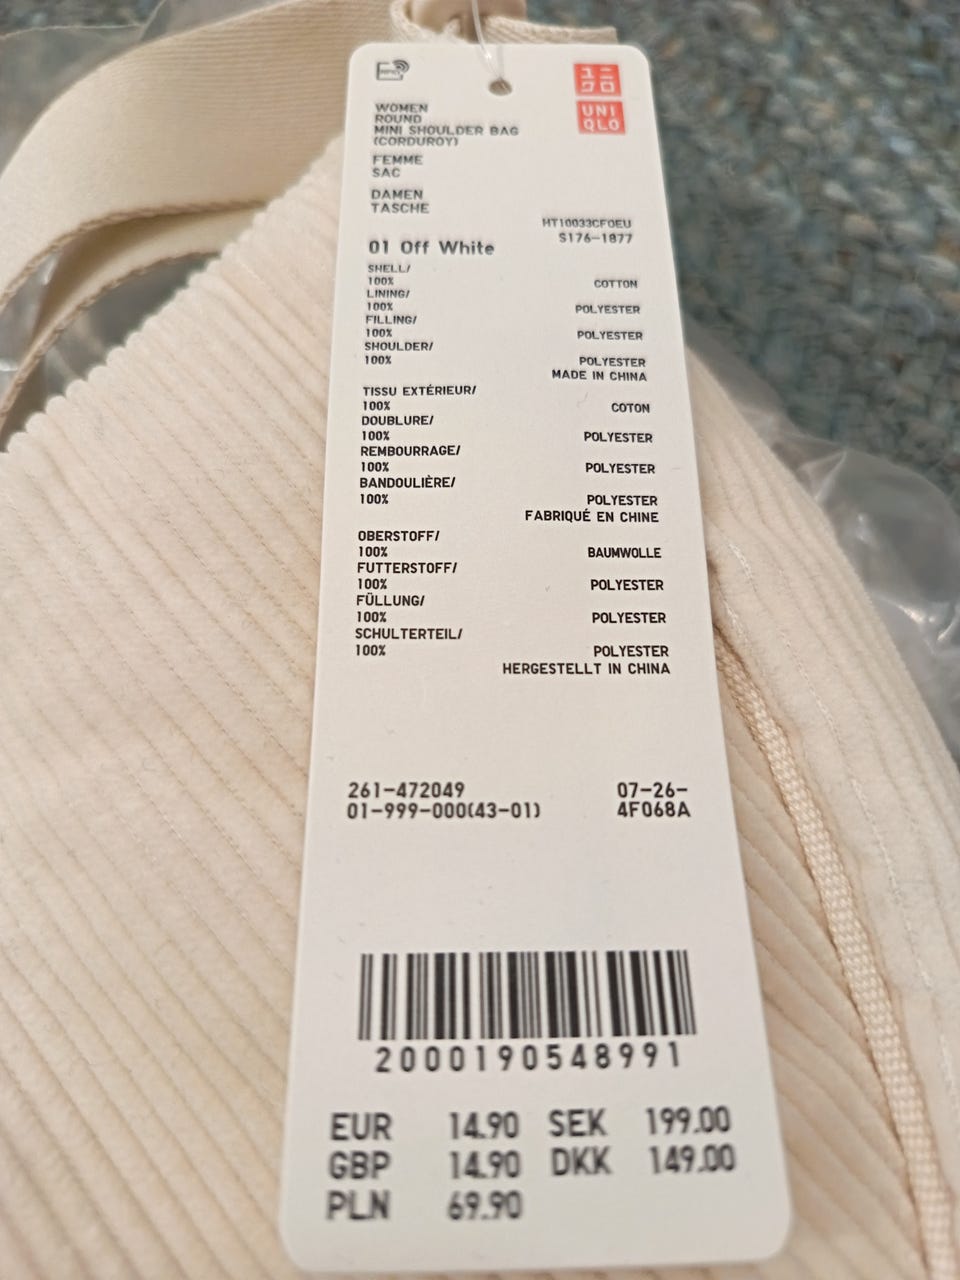 RFID
ユニ
クロ
UNI
QLO
WOMEN
ROUND
MINI SHOULDER BAG
(CORDUROY)
FEMME
SAC
DAMEN
TASCHE
HT10033CF0EU
S176-1877
01 Off White
SHELL/
100% COTTON
LINING/
100% POLYESTER
FILLING/
100% POLYESTER
SHOULDER/
100% POLYESTER
MADE IN CHINA
TISSU EXTÉRIEUR/
100% COTON
DOUBLURE/
100% POLYESTER
REMBOURRAGE/
100% POLYESTER
BANDOULIÈRE/
100% POLYESTER
FABRIQUÉ EN CHINE
OBERSTOFF/
100% BAUMWOLLE
FUTTERSTOFF/
100% POLYESTER
FÜLLUNG/
100% POLYESTER
SCHULTERTEIL/
100% POLYESTER
HERGESTELLT IN CHINA
261-472049 07-26-
01-999-000(43-01) 4F068A
2000190548991
EUR 14.90 SEK 199.00
GBP 14.90 DKK 149.00
PLN 69.90